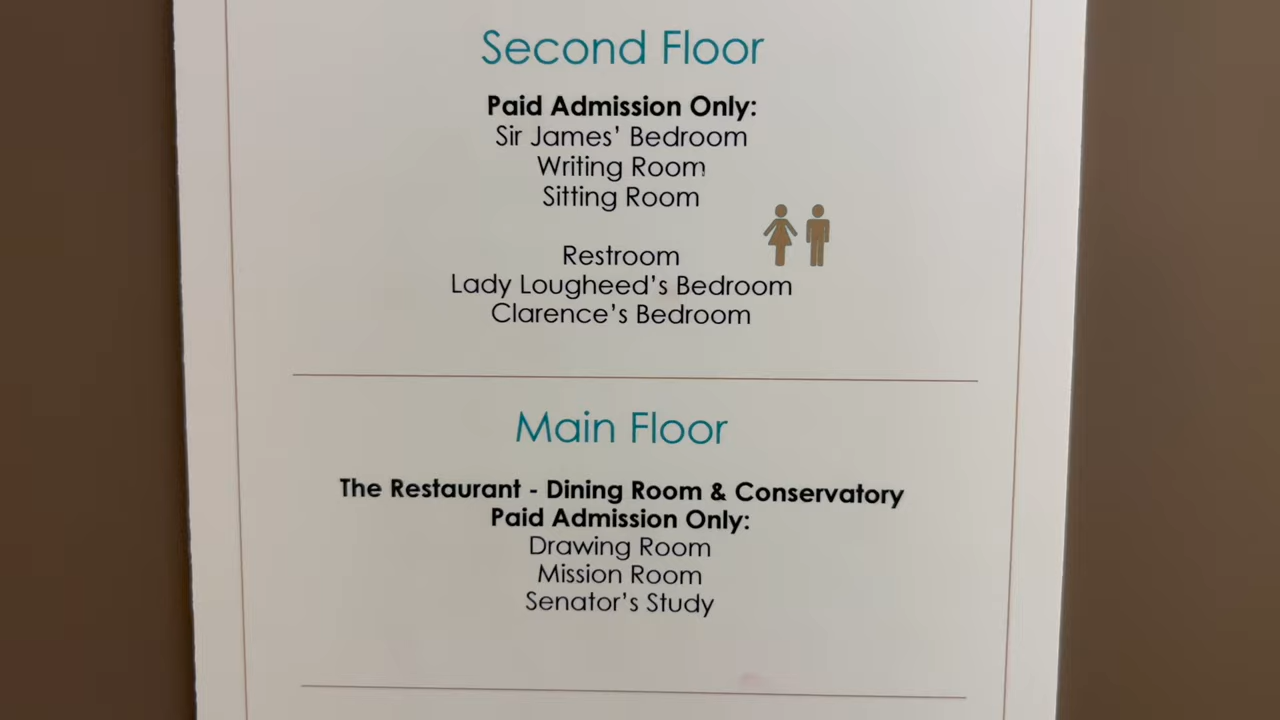 Second Floor
Paid Admission Only:
Sir James’ Bedroom
Writing Room
Sitting Room
Restroom
Lady Lougheed’s Bedroom
Clarence’s Bedroom
Main Floor
The Restaurant - Dining Room & Conservatory
Paid Admission Only:
Drawing Room
Mission Room
Senator’s Study